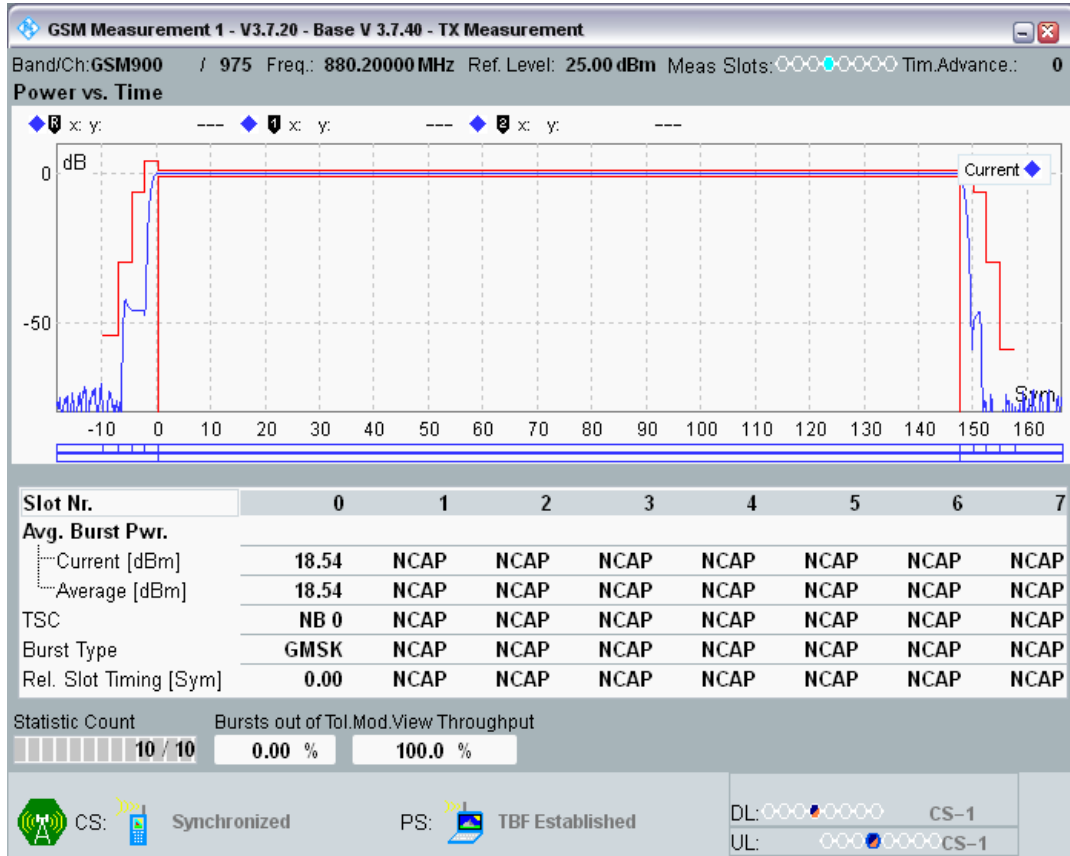 GSM Measurement 1 - V3.7.20 - Base V 3.7.40 - TX Measurement
Band/Ch:GSM900 / 975 Freq.: 880.20000 MHz Ref. Level: 25.00 dBm Meas Slots: Tim.Advance.: 0
Power vs. Time
R x: y: --- 1 x: y: --- 2 x: y: ---
dB
Current
0
-50
Sym
-10 0 10 20 30 40 50 60 70 80 90 100 110 120 130 140 150 160
Slot Nr. 0 1 2 3 4 5 6 7
Avg. Burst Pwr.
Current [dBm] 18.54 NCAP NCAP NCAP NCAP NCAP NCAP NCAP
Average [dBm] 18.54 NCAP NCAP NCAP NCAP NCAP NCAP NCAP
TSC NB 0 NCAP NCAP NCAP NCAP NCAP NCAP NCAP
Burst Type GMSK NCAP NCAP NCAP NCAP NCAP NCAP NCAP
Rel. Slot Timing [Sym] 0.00 NCAP NCAP NCAP NCAP NCAP NCAP NCAP
Statistic Count Bursts out of Tol. Mod.View Throughput
10 / 10 0.00 % 100.0 %
CS: Synchronized PS: TBF Established
DL: CS-1
UL: CS-1